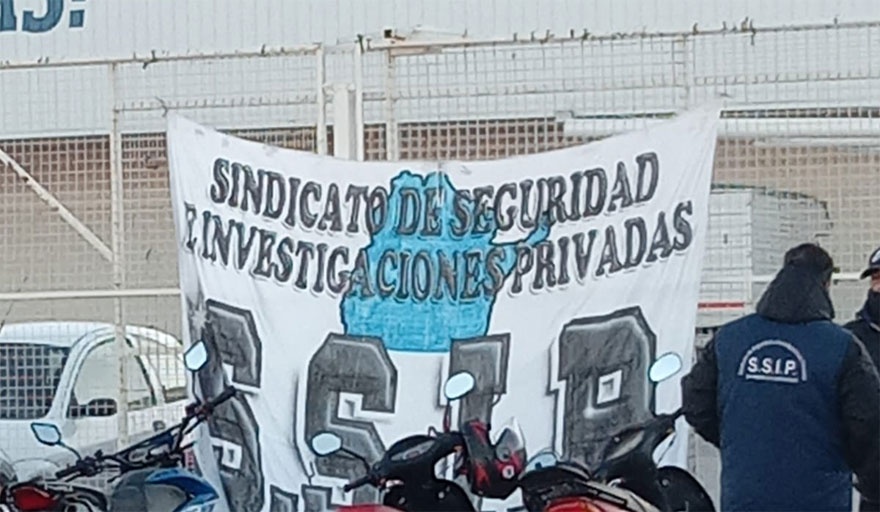 SINDICATO DE SEGURIDAD
E INVESTIGACIONES PRIVADAS
S.S.I.P
S.S.I.P.